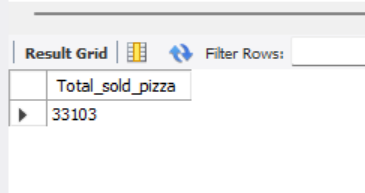 Result Grid Filter Rows:
Total_sold_pizza
33103